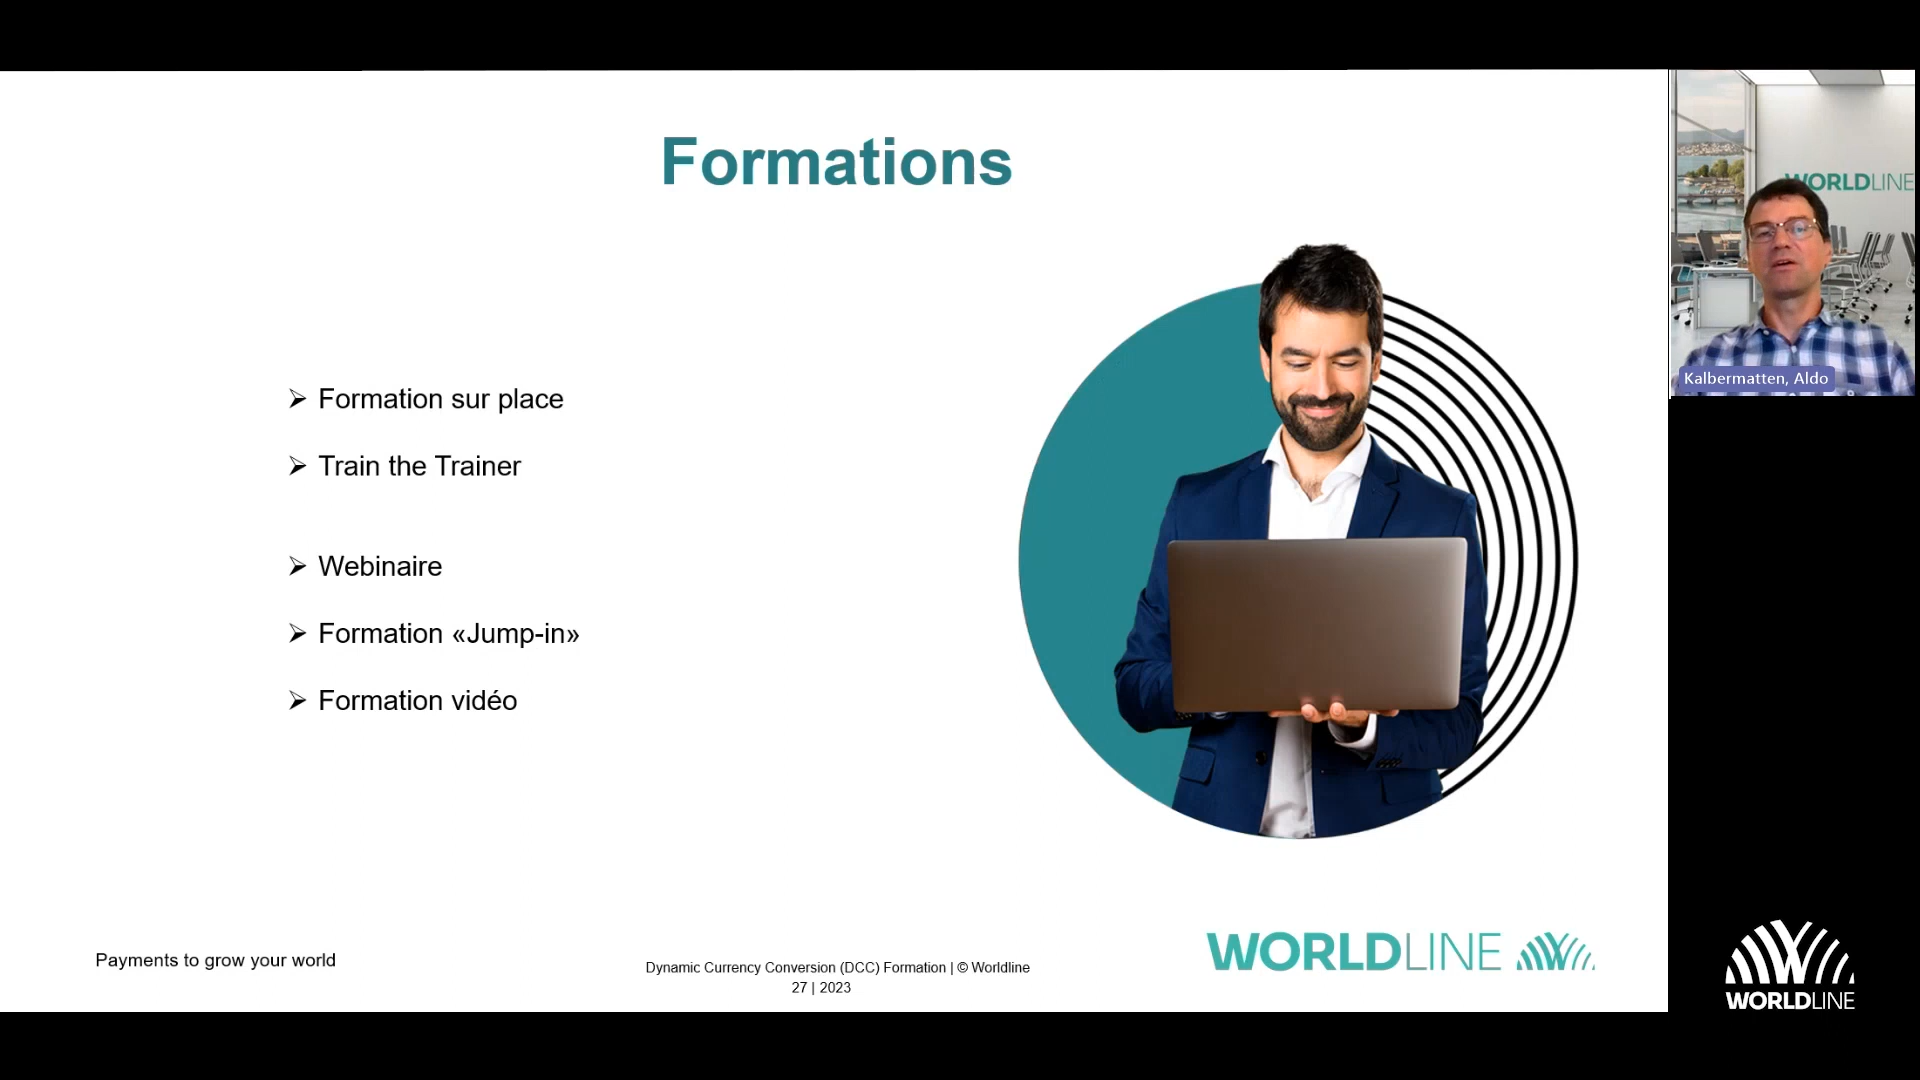 Formations
Formation sur place
Train the Trainer
Webinaire
Formation «Jump-in»
Formation vidéo
Payments to grow your world
Dynamic Currency Conversion (DCC) Formation | © Worldline
27 | 2023
WORLDLINE
WORLDLINE
Kalbermatten, Aldo
WORLDLINE